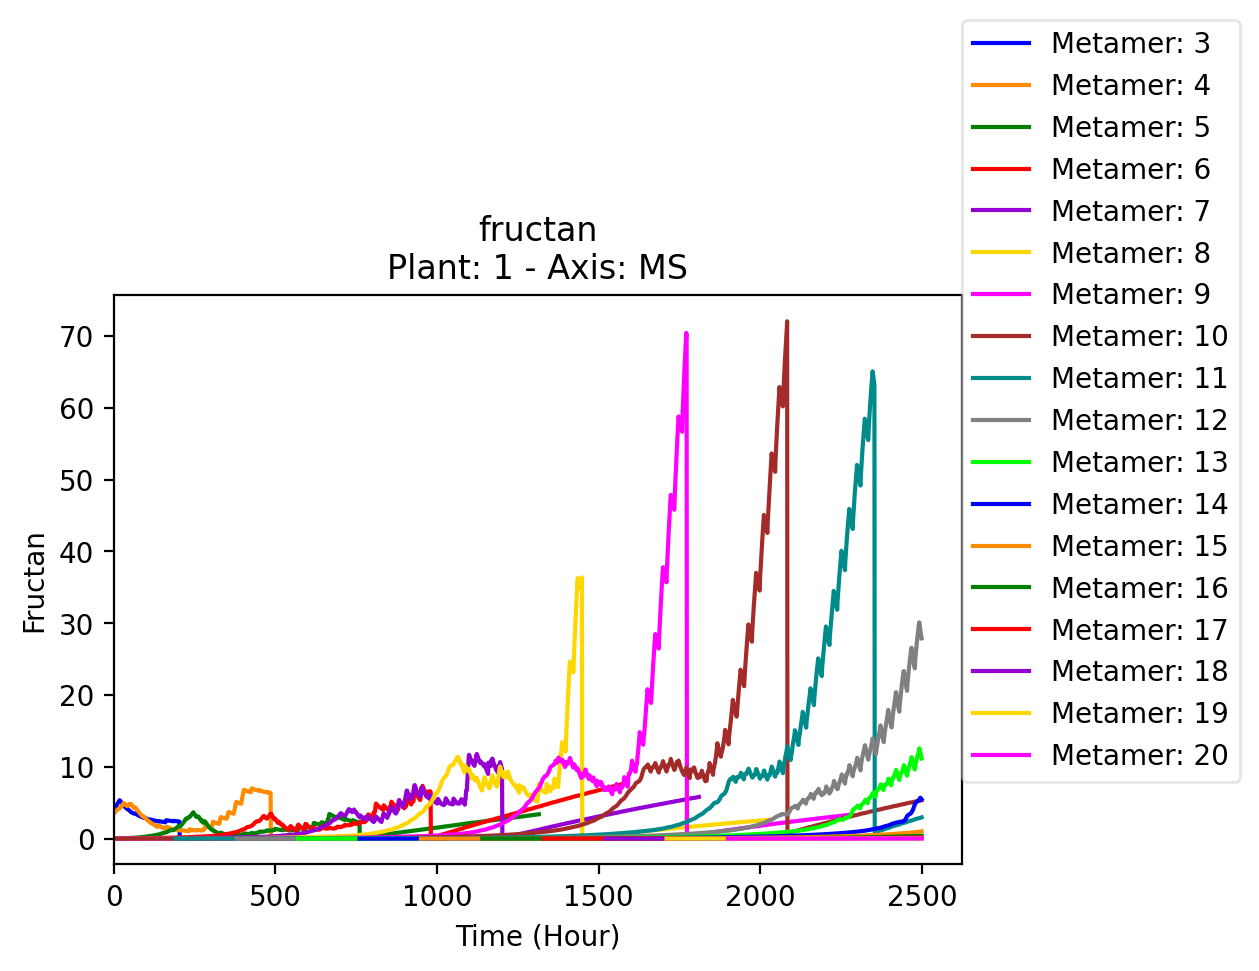 fructan
Plant: 1 - Axis: MS
Fructan
70
60
50
40
30
20
10
0
0 500 1000 1500 2000 2500
Time (Hour)
Metamer: 3
Metamer: 4
Metamer: 5
Metamer: 6
Metamer: 7
Metamer: 8
Metamer: 9
Metamer: 10
Metamer: 11
Metamer: 12
Metamer: 13
Metamer: 14
Metamer: 15
Metamer: 16
Metamer: 17
Metamer: 18
Metamer: 19
Metamer: 20